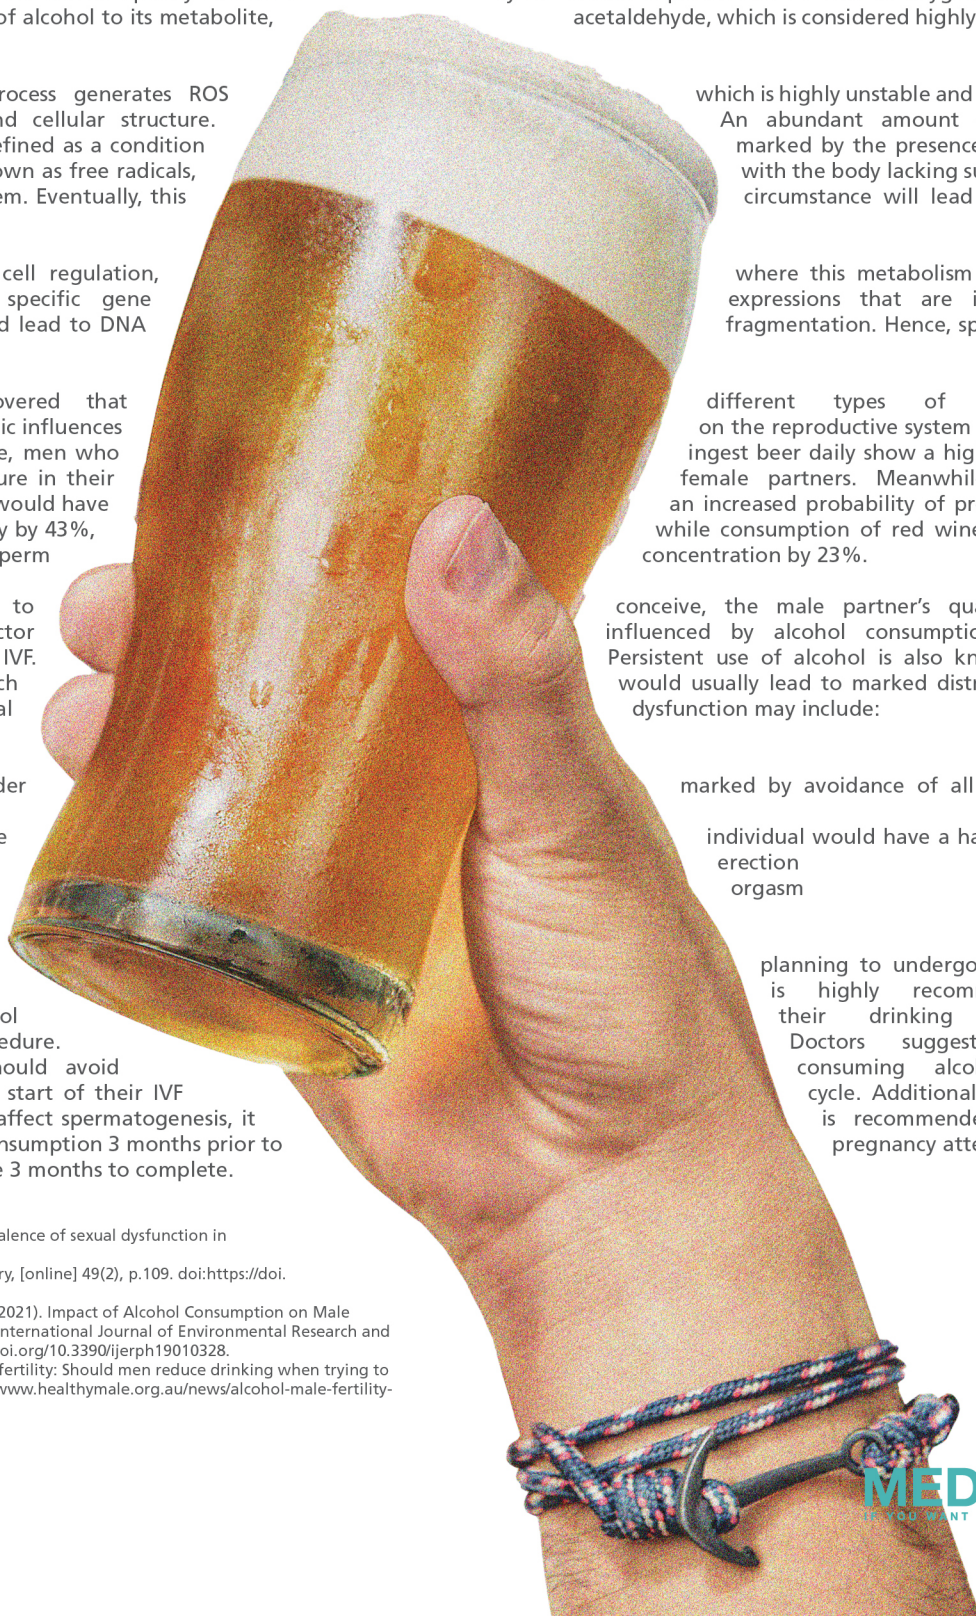 of alcohol to its metabolite, acetaldehyde, which is considered highly
rocess generates ROS which is highly unstable and
nd cellular structure. An abundant amount
efined as a condition marked by the presence
own as free radicals, with the body lacking su
em. Eventually, this circumstance will lead
cell regulation, where this metabolism
specific gene expressions that are i
d lead to DNA fragmentation. Hence, sp
overed that different types of
ic influences on the reproductive system
e, men who ingest beer daily show a hig
ure in their female partners. Meanwhil
would have an increased probability of pr
y by 43%, while consumption of red wine
perm concentration by 23%.
to conceive, the male partner’s qua
ctor influenced by alcohol consumptio
IVF. Persistent use of alcohol is also kn
ch would usually lead to marked distr
al dysfunction may include:
der marked by avoidance of all
e individual would have a ha
erection
orgasm
planning to undergo
is highly recom
ol their drinking
edure. Doctors suggest
hould avoid consuming alco
start of their IVF cycle. Additional
affect spermatogenesis, it is recommende
nsumption 3 months prior to pregnancy atte
e 3 months to complete.
alence of sexual dysfunction in
ry, [online] 49(2), p.109. doi:https://doi.
2021). Impact of Alcohol Consumption on Male
nternational Journal of Environmental Research and
oi.org/10.3390/ijerph19010328.
fertility: Should men reduce drinking when trying to
www.healthymale.org.au/news/alcohol-male-fertility-
MED
IF YOU WANT